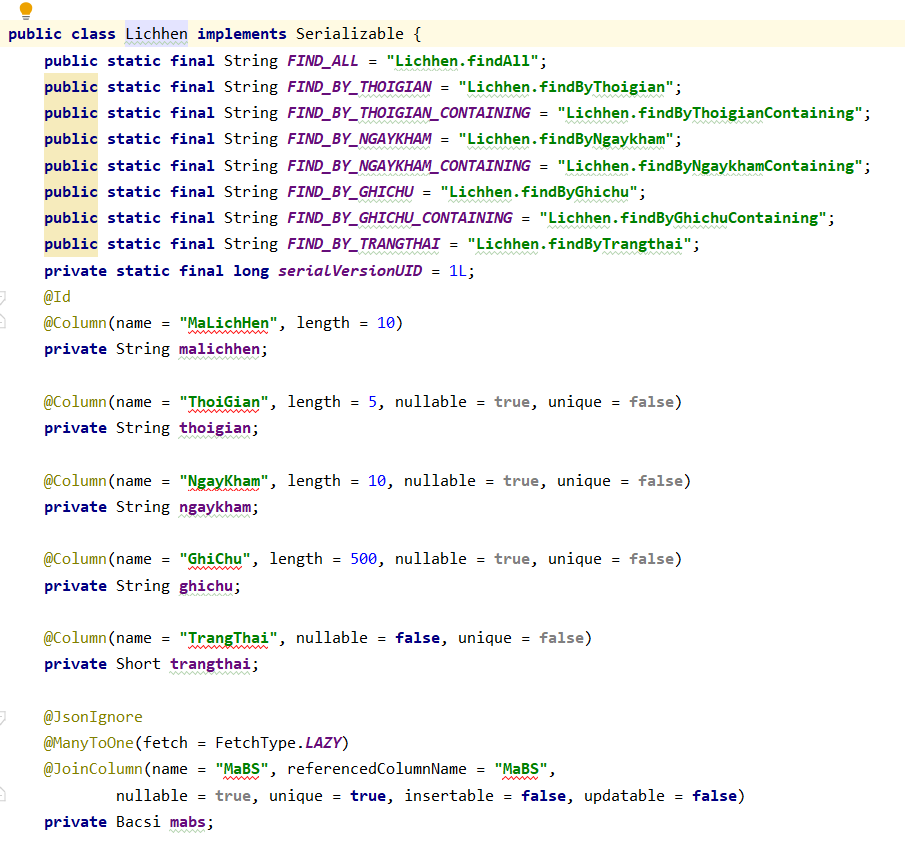 public class Lichhen implements Serializable {
public static final String FIND_ALL = "Lichhen.findAll";
public static final String FIND_BY_THOIGIAN = "Lichhen.findByThoigian";
public static final String FIND_BY_THOIGIAN_CONTAINING = "Lichhen.findByThoigianContaining";
public static final String FIND_BY_NGAYKHAM = "Lichhen.findByNgaykham";
public static final String FIND_BY_NGAYKHAM_CONTAINING = "Lichhen.findByNgaykhamContaining";
public static final String FIND_BY_GHICHU = "Lichhen.findByGhichu";
public static final String FIND_BY_GHICHU_CONTAINING = "Lichhen.findByGhichuContaining";
public static final String FIND_BY_TRANGTHAI = "Lichhen.findByTrangthai";
private static final long serialVersionUID = 1L;
@Id
@Column(name = "MaLichHen", length = 10)
private String malichhen;
@Column(name = "ThoiGian", length = 5, nullable = true, unique = false)
private String thoigian;
@Column(name = "NgayKham", length = 10, nullable = true, unique = false)
private String ngaykham;
@Column(name = "GhiChu", length = 500, nullable = true, unique = false)
private String ghichu;
@Column(name = "TrangThai", nullable = false, unique = false)
private Short trangthai;
@JsonIgnore
@ManyToOne(fetch = FetchType.LAZY)
@JoinColumn(name = "MaBS", referencedColumnName = "MaBS",
nullable = true, unique = true, insertable = false, updatable = false)
private Bacsi mabs;